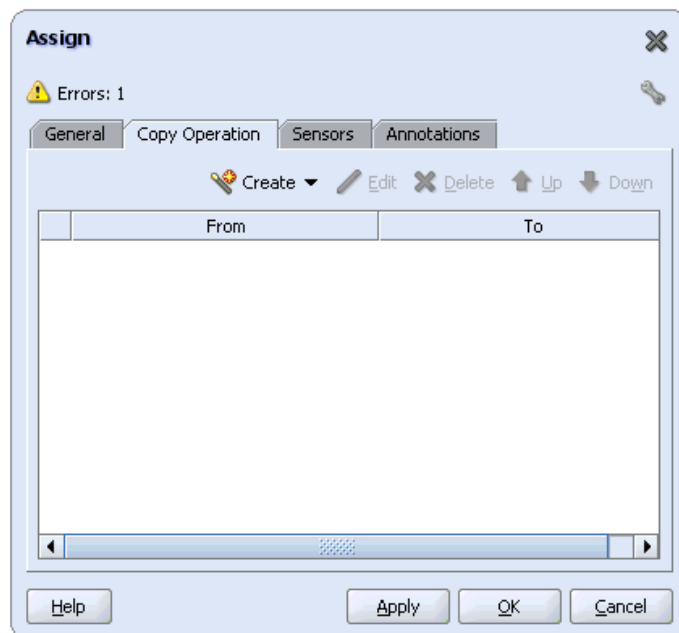 Assign
Errors: 1
General Copy Operation Sensors Annotations
Create Edit Delete Up Down
From To
Help Apply OK Cancel